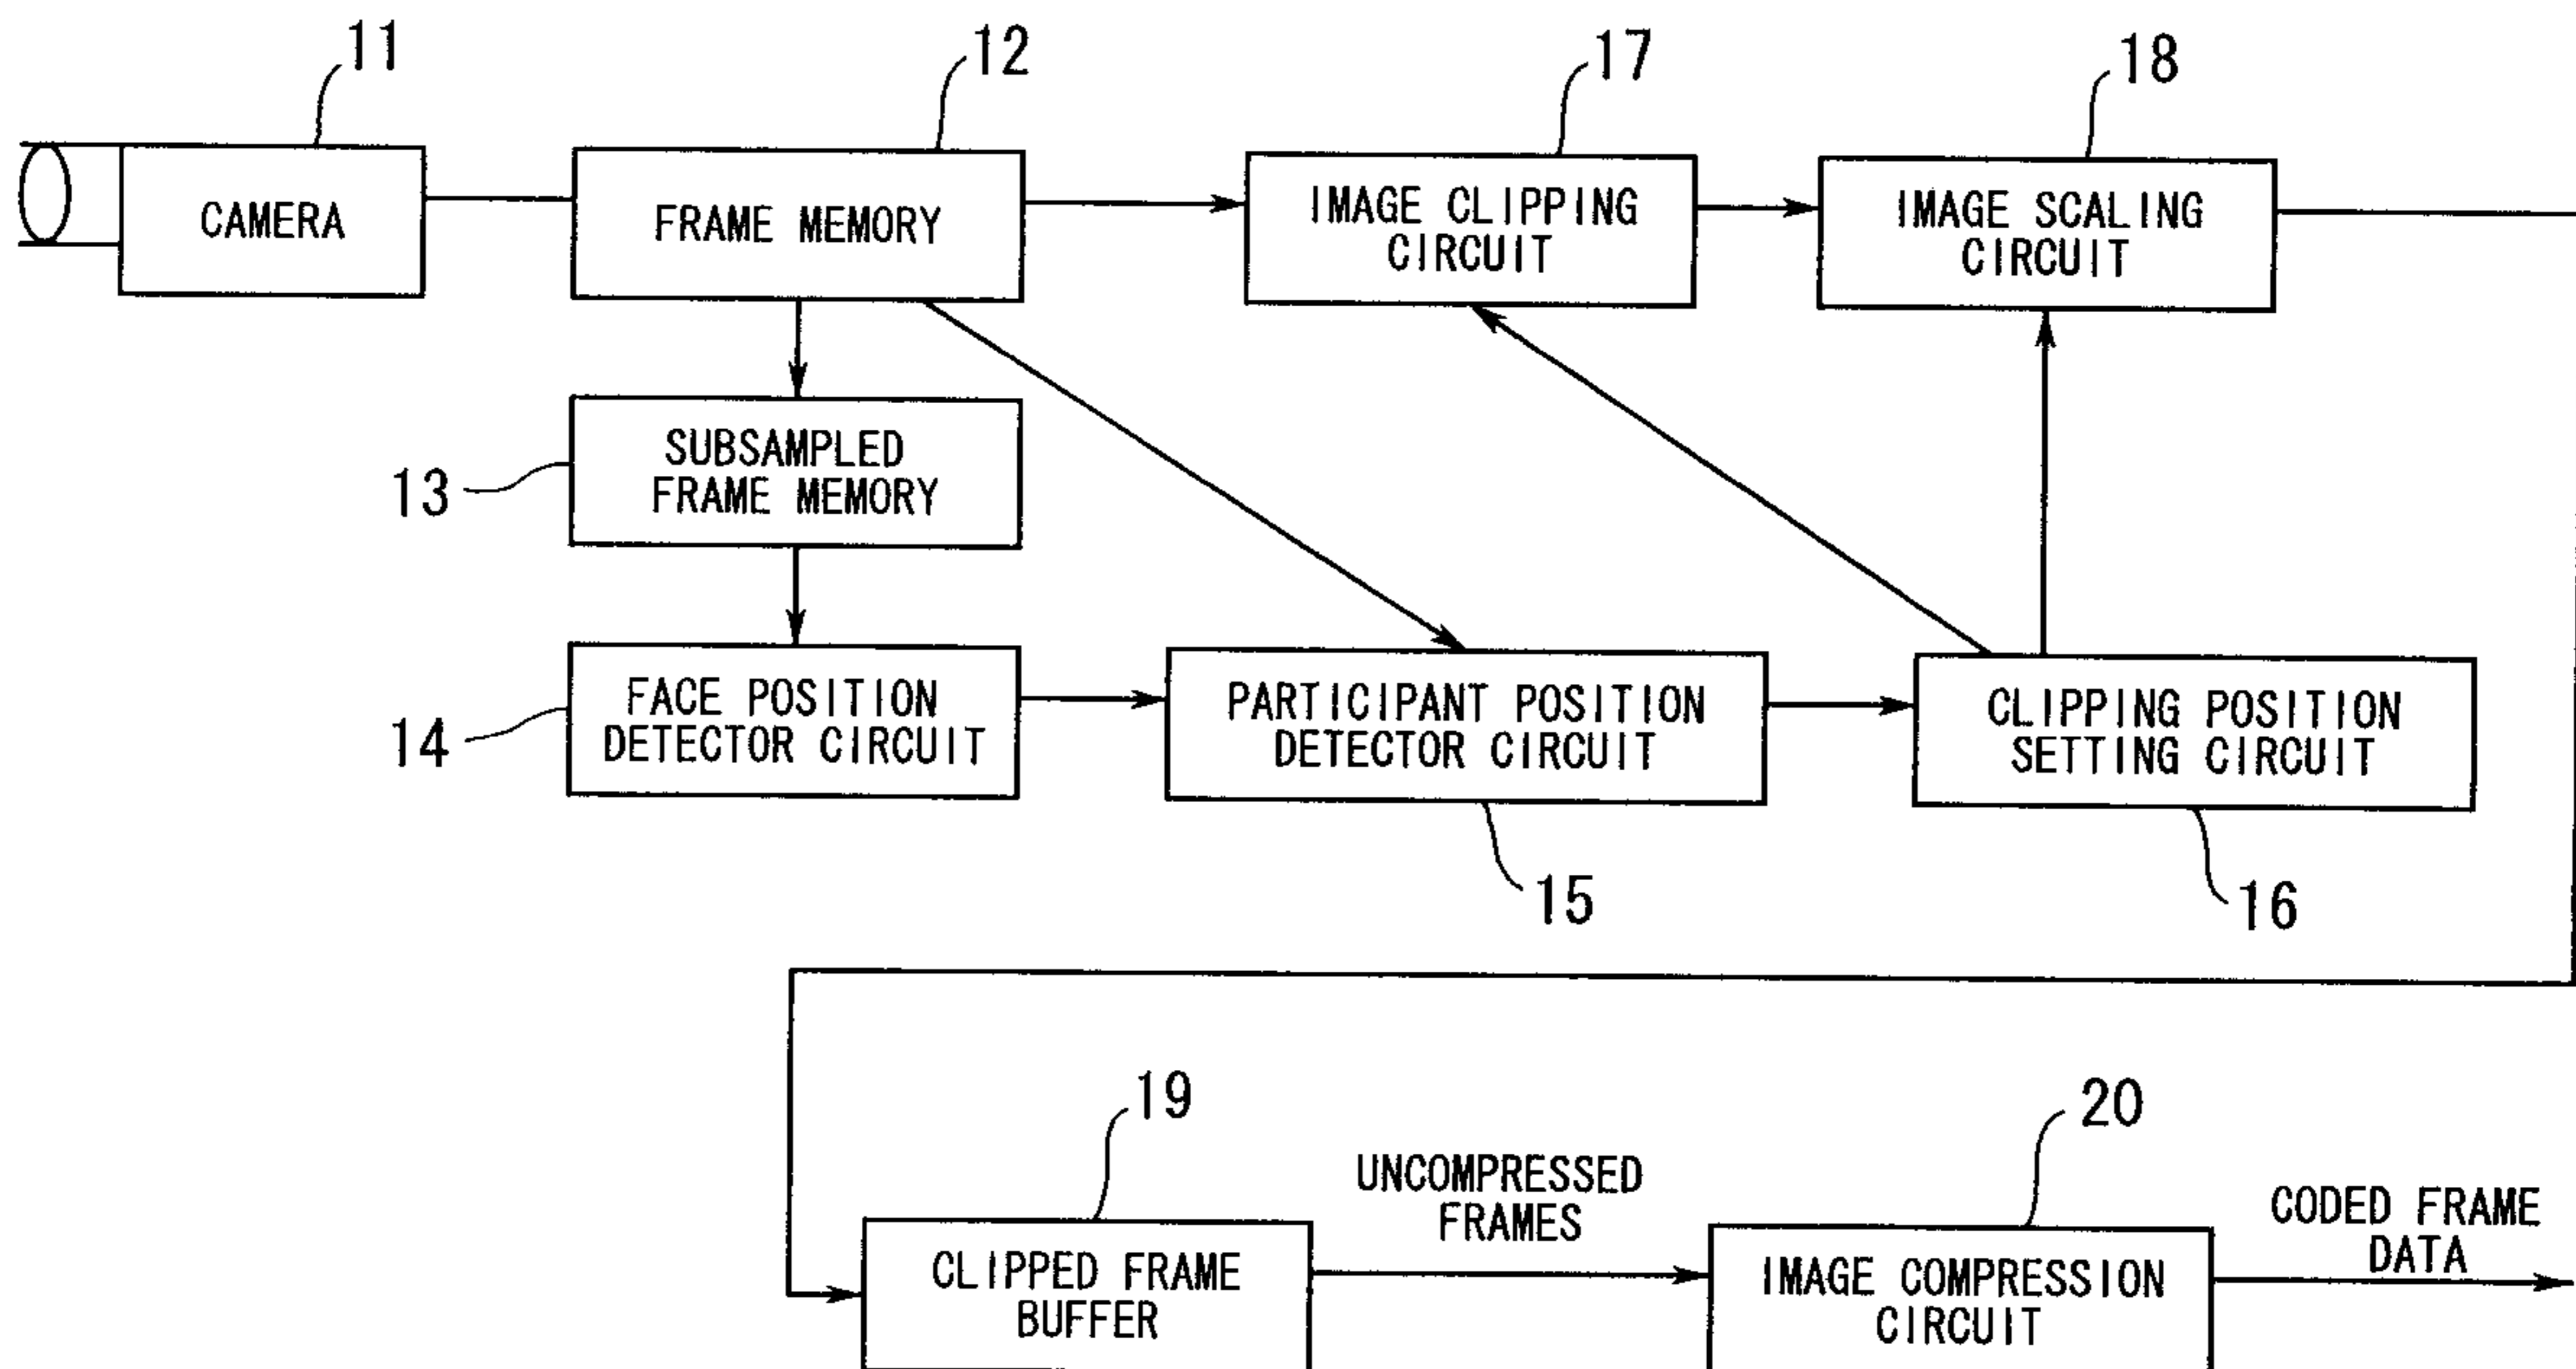 11
12
17
18
CAMERA
FRAME MEMORY
IMAGE CLIPPING
CIRCUIT
IMAGE SCALING
CIRCUIT
13
SUBSAMPLED
FRAME MEMORY
14
FACE POSITION
DETECTOR CIRCUIT
PARTICIPANT POSITION
DETECTOR CIRCUIT
CLIPPING POSITION
SETTING CIRCUIT
15
16
19
20
CLIPPED FRAME
BUFFER
UNCOMPRESSED
FRAMES
IMAGE COMPRESSION
CIRCUIT
CODED FRAME
DATA